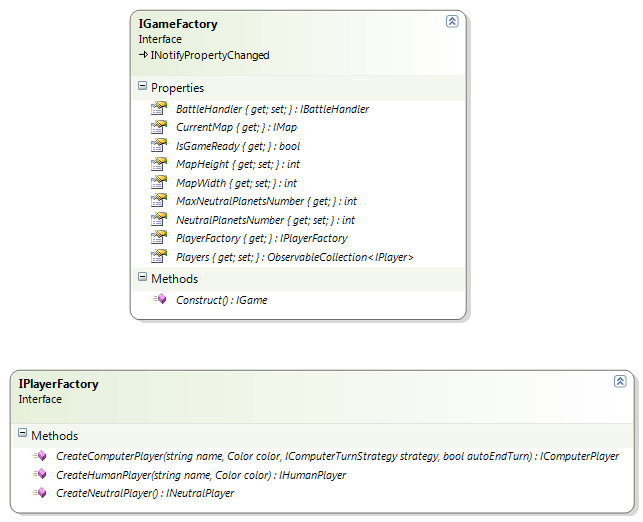 IGameFactory
Interface
INotifyPropertyChanged
Properties
BattleHandler { get; set; } : IBattleHandler
CurrentMap { get; } : IMap
IsGameReady { get; } : bool
MapHeight { get; set; } : int
MapWidth { get; set; } : int
MaxNeutralPlanetsNumber { get; } : int
NeutralPlanetsNumber { get; set; } : int
PlayerFactory { get; } : IPlayerFactory
Players { get; set; } : ObservableCollection<IPlayer>
Methods
Construct() : IGame
IPlayerFactory
Interface
Methods
CreateComputerPlayer(string name, Color color, IComputerTurnStrategy strategy, bool autoEndTurn) : IComputerPlayer
CreateHumanPlayer(string name, Color color) : IHumanPlayer
CreateNeutralPlayer() : INeutralPlayer